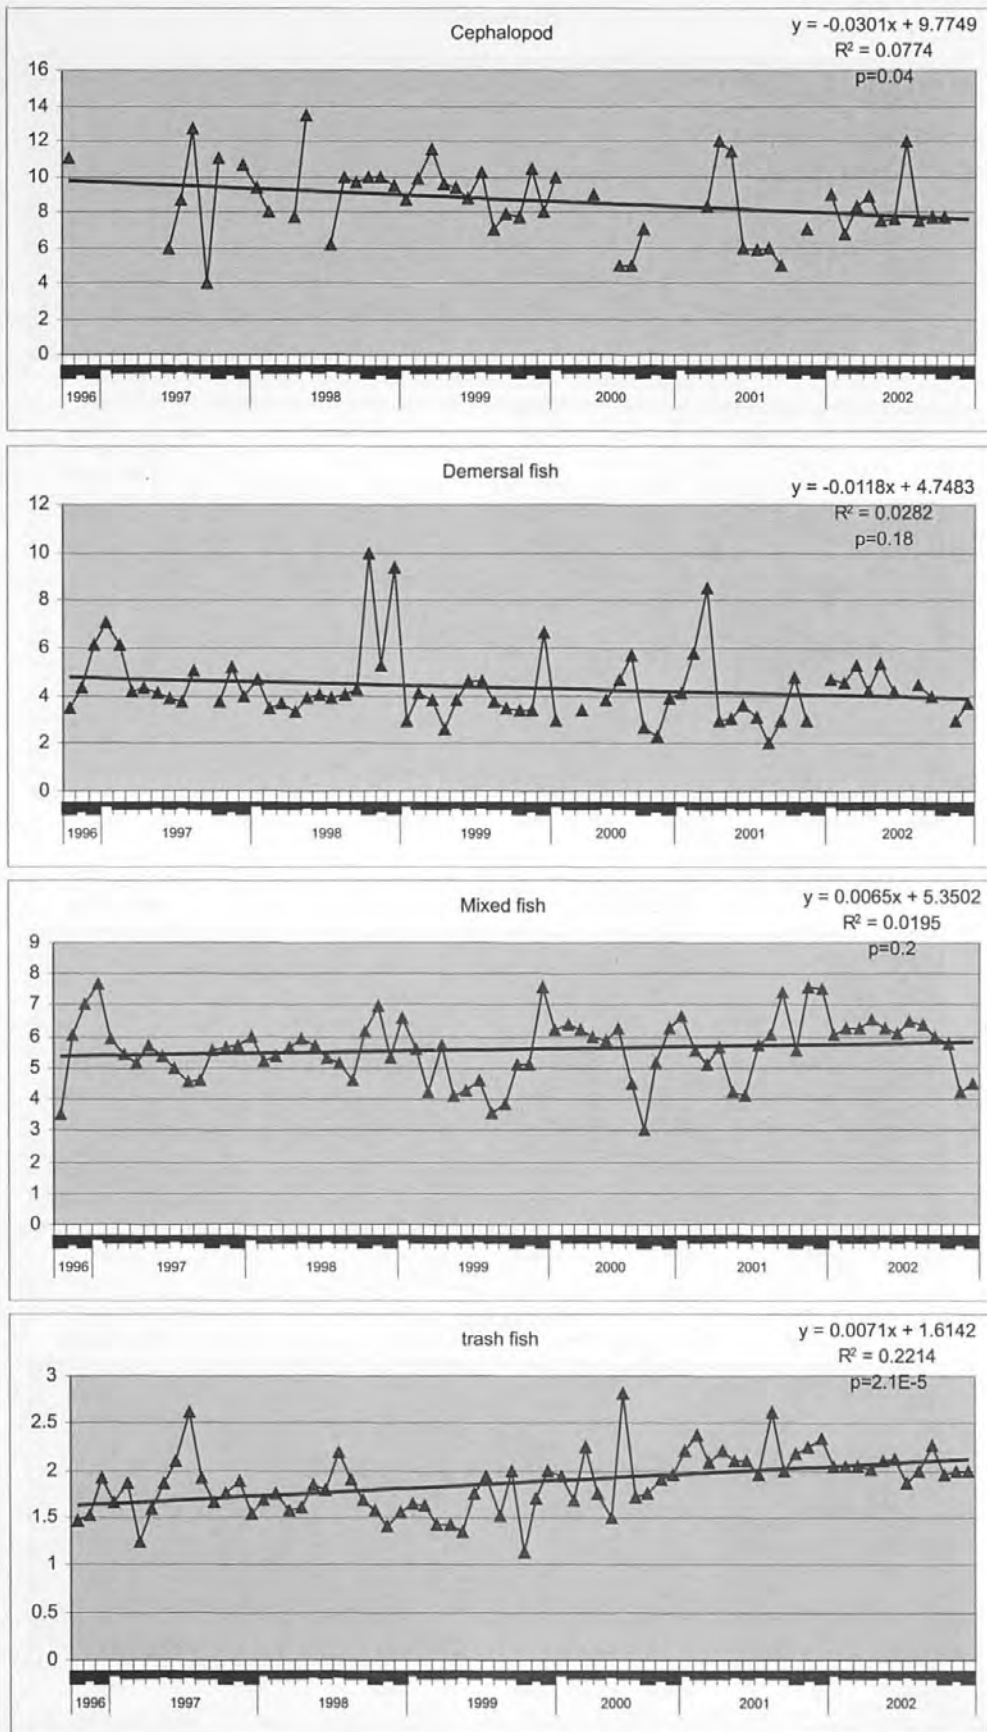 Cephalopod
y = -0.0301x + 9.7749
R² = 0.0774
p=0.04
16
14
12
10
8
6
4
2
0
1996 1997 1998 1999 2000 2001 2002
Demersal fish
y = -0.0118x + 4.7483
R² = 0.0282
p=0.18
12
10
8
6
4
2
0
1996 1997 1998 1999 2000 2001 2002
Mixed fish
y = 0.0065x + 5.3502
R² = 0.0195
p=0.2
9
8
7
6
5
4
3
2
1
0
1996 1997 1998 1999 2000 2001 2002
trash fish
y = 0.0071x + 1.6142
R² = 0.2214
p=2.1E-5
3
2.5
2
1.5
1
0.5
0
1996 1997 1998 1999 2000 2001 2002